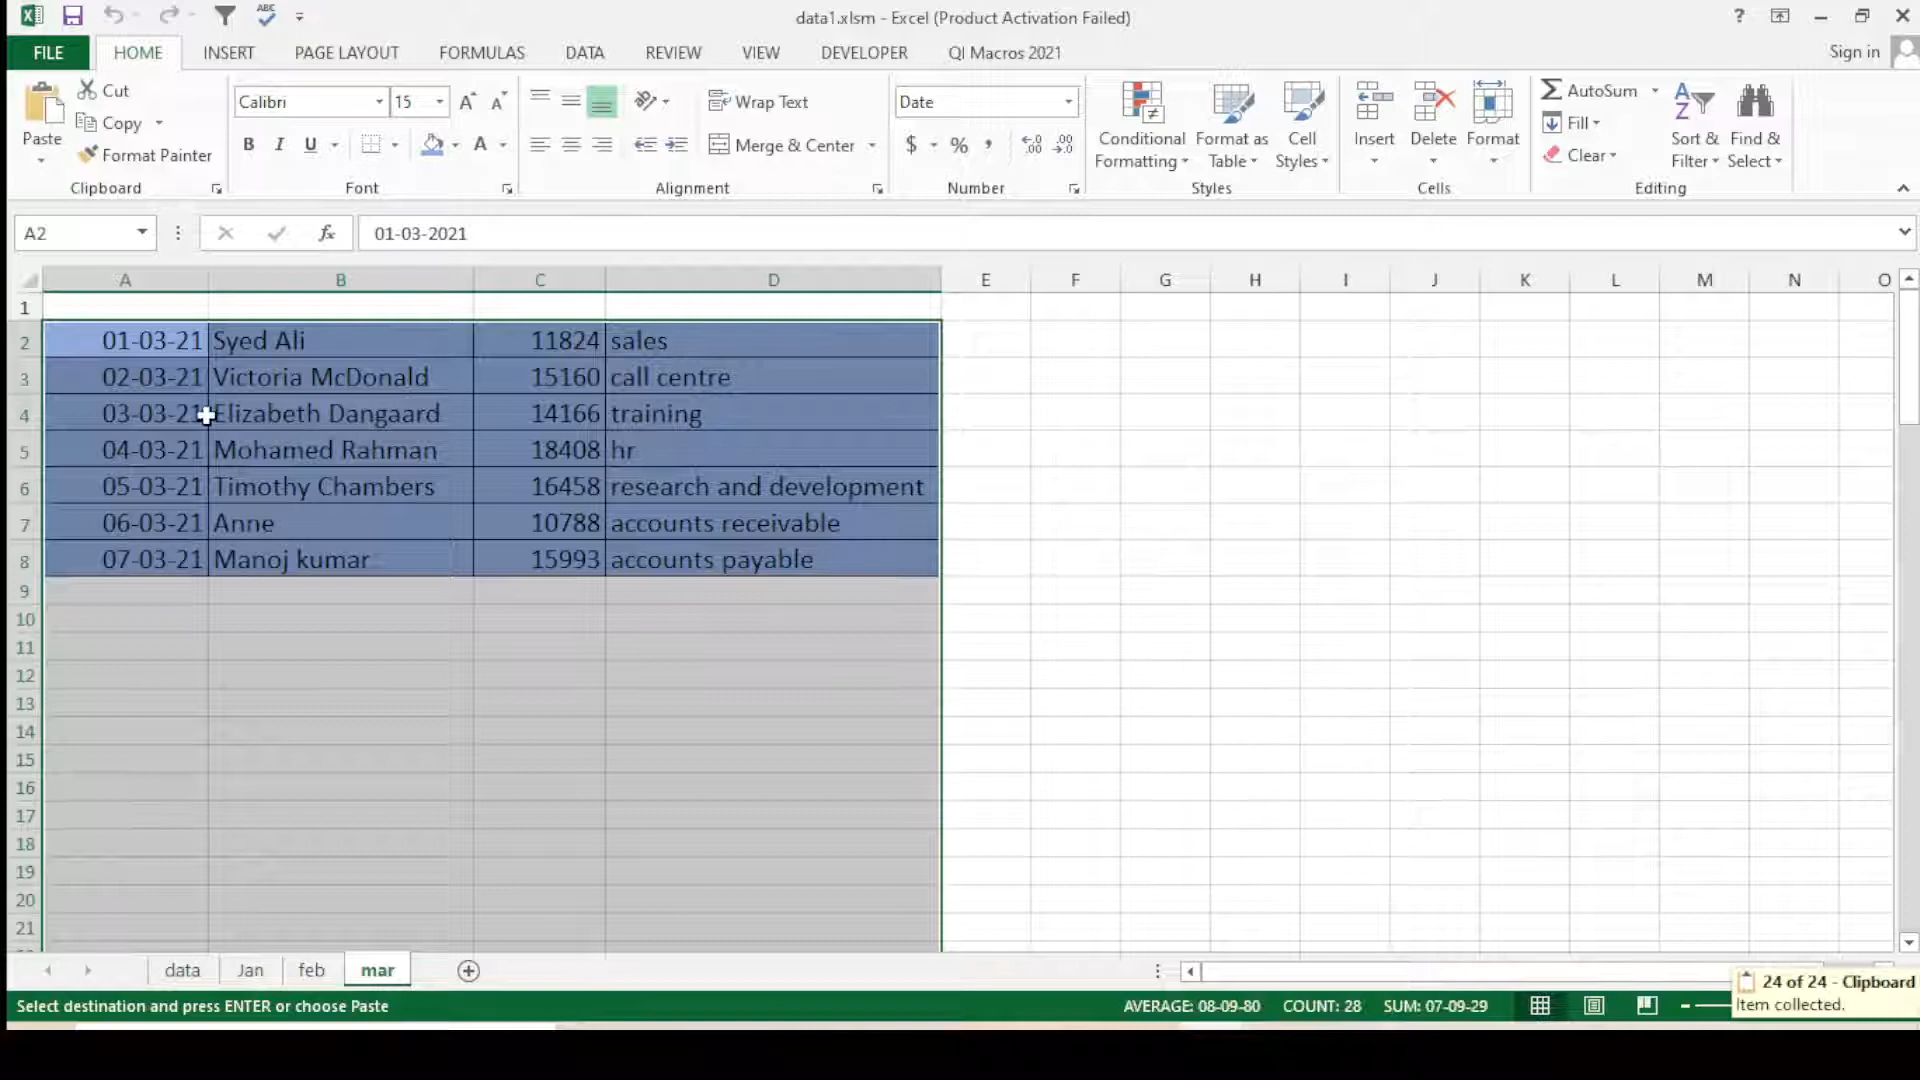 data1.xlsm - Excel (Product Activation Failed)
ABC
?
FILE HOME INSERT PAGE LAYOUT FORMULAS DATA REVIEW VIEW DEVELOPER QI Macros 2021 Sign in
Paste
Cut
Copy
Format Painter
Clipboard
Calibri 15
B I U
Font
Wrap Text
Merge & Center
Alignment
Date
$ % ,
Number
Conditional Formatting
Format as Table
Cell Styles
Styles
Insert
Delete
Format
Cells
AutoSum
Fill
Clear
Sort & Filter
Find & Select
Editing
A2 fx 01-03-2021
A B C D E F G H I J K L M N O
1
2 01-03-21 Syed Ali 11824 sales
3 02-03-21 Victoria McDonald 15160 call centre
4 03-03-21 Elizabeth Dangaard 14166 training
5 04-03-21 Mohamed Rahman 18408 hr
6 05-03-21 Timothy Chambers 16458 research and development
7 06-03-21 Anne 10788 accounts receivable
8 07-03-21 Manoj kumar 15993 accounts payable
9
10
11
12
13
14
15
16
17
18
19
20
21
data Jan feb mar
24 of 24 - Clipboard
Item collected.
Select destination and press ENTER or choose Paste AVERAGE: 08-09-80 COUNT: 28 SUM: 07-09-29